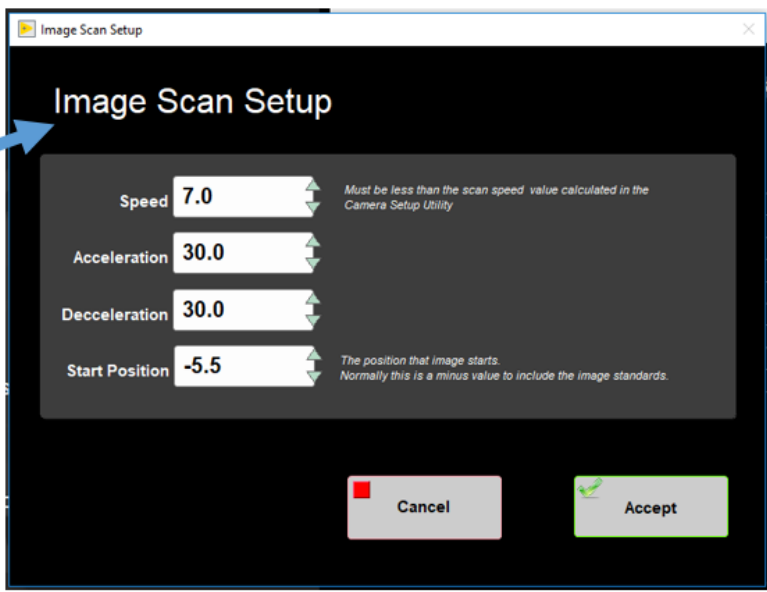 Image Scan Setup
Image Scan Setup
Speed 7.0 Must be less than the scan speed value calculated in the
Camera Setup Utility
Acceleration 30.0
Decceleration 30.0
Start Position -5.5 The position that image starts.
Normally this is a minus value to include the image standards.
Cancel Accept